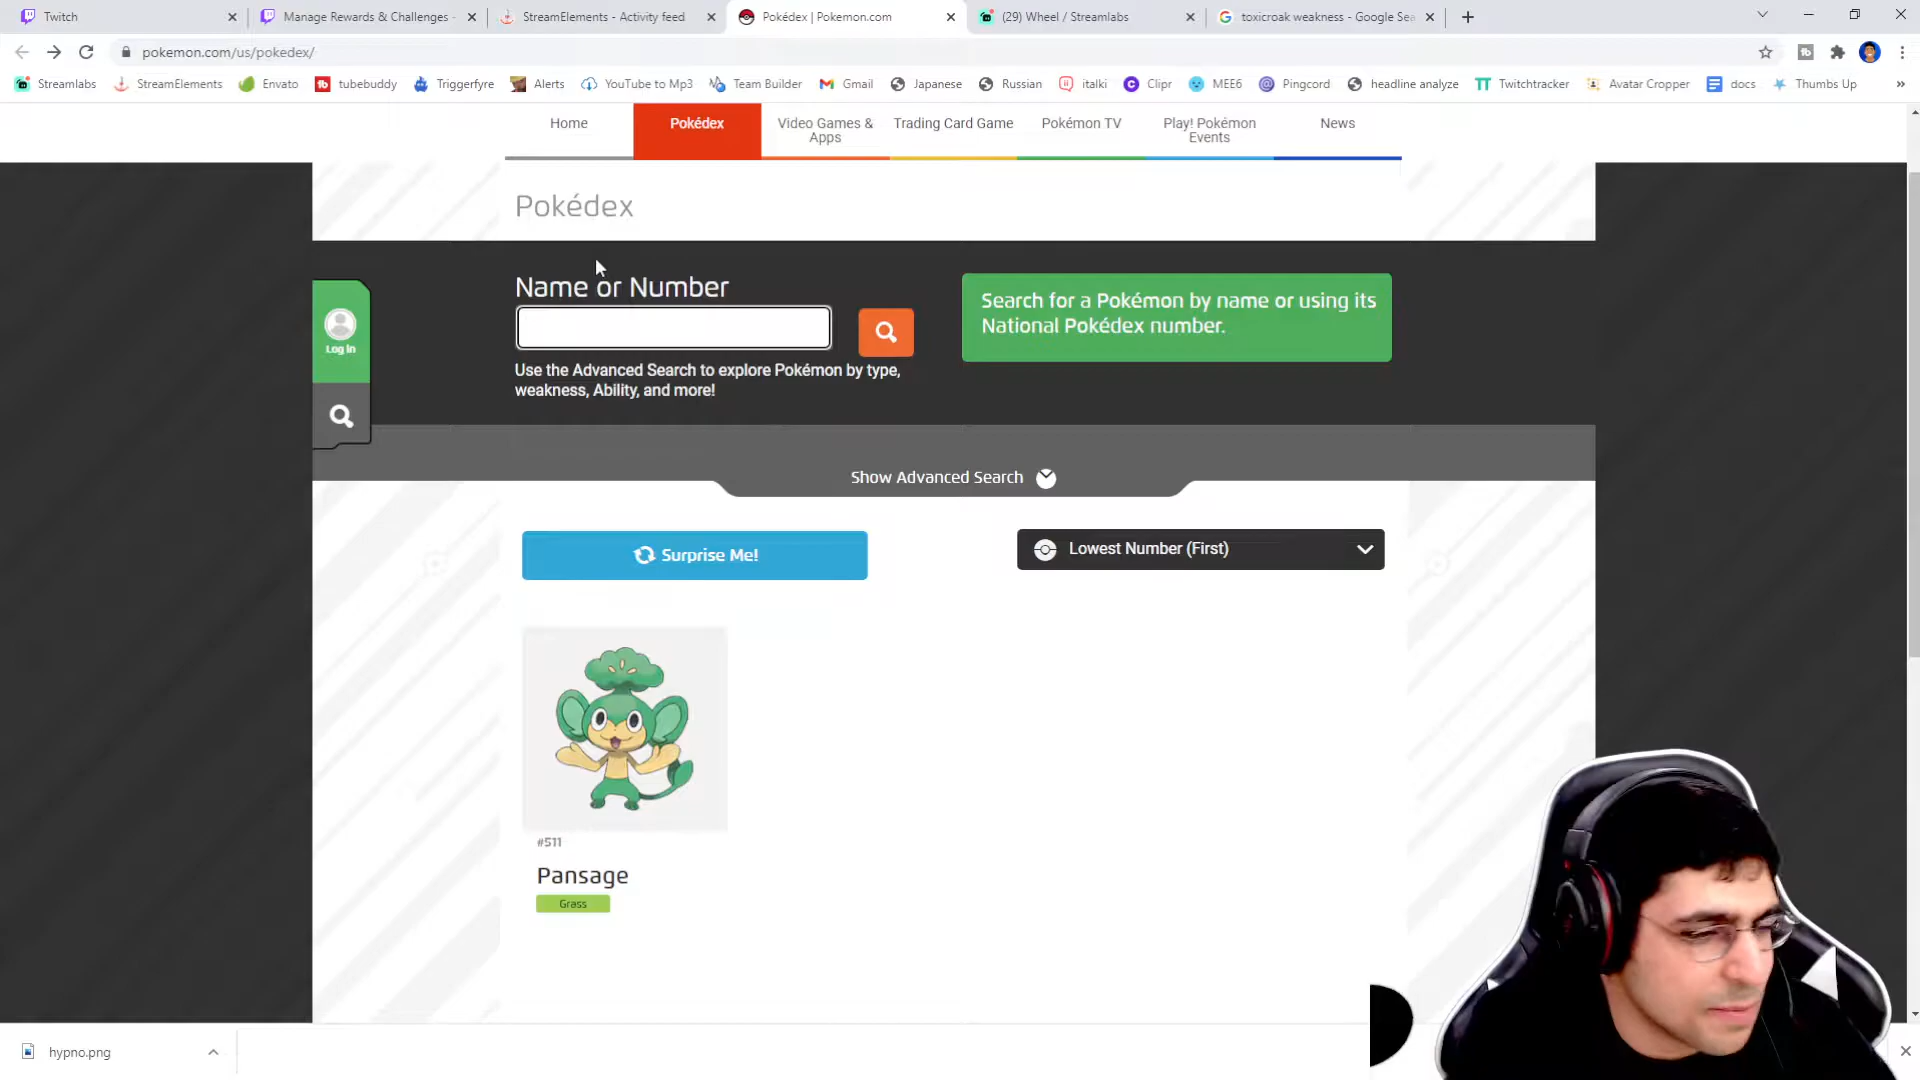 Twitch
Manage Rewards & Challenges -
StreamElements - Activity feed
Pokédex | Pokemon.com
(29) Wheel / Streamlabs
toxicroak weakness - Google Sea
pokemon.com/us/pokedex/
Streamlabs
StreamElements
Envato
tubebuddy
Triggerfyre
Alerts
YouTube to Mp3
Team Builder
Gmail
Japanese
Russian
italki
Clipr
MEE6
Pingcord
headline analyze
Twitchtracker
Avatar Cropper
docs
Thumbs Up
Home
Pokédex
Video Games &
Apps
Trading Card Game
Pokémon TV
Play! Pokémon
Events
News
Pokédex
Name or Number
Search for a Pokémon by name or using its
National Pokédex number.
Log In
Use the Advanced Search to explore Pokémon by type,
weakness, Ability, and more!
Show Advanced Search
Surprise Me!
Lowest Number (First)
#511
Pansage
Grass
hypno.png